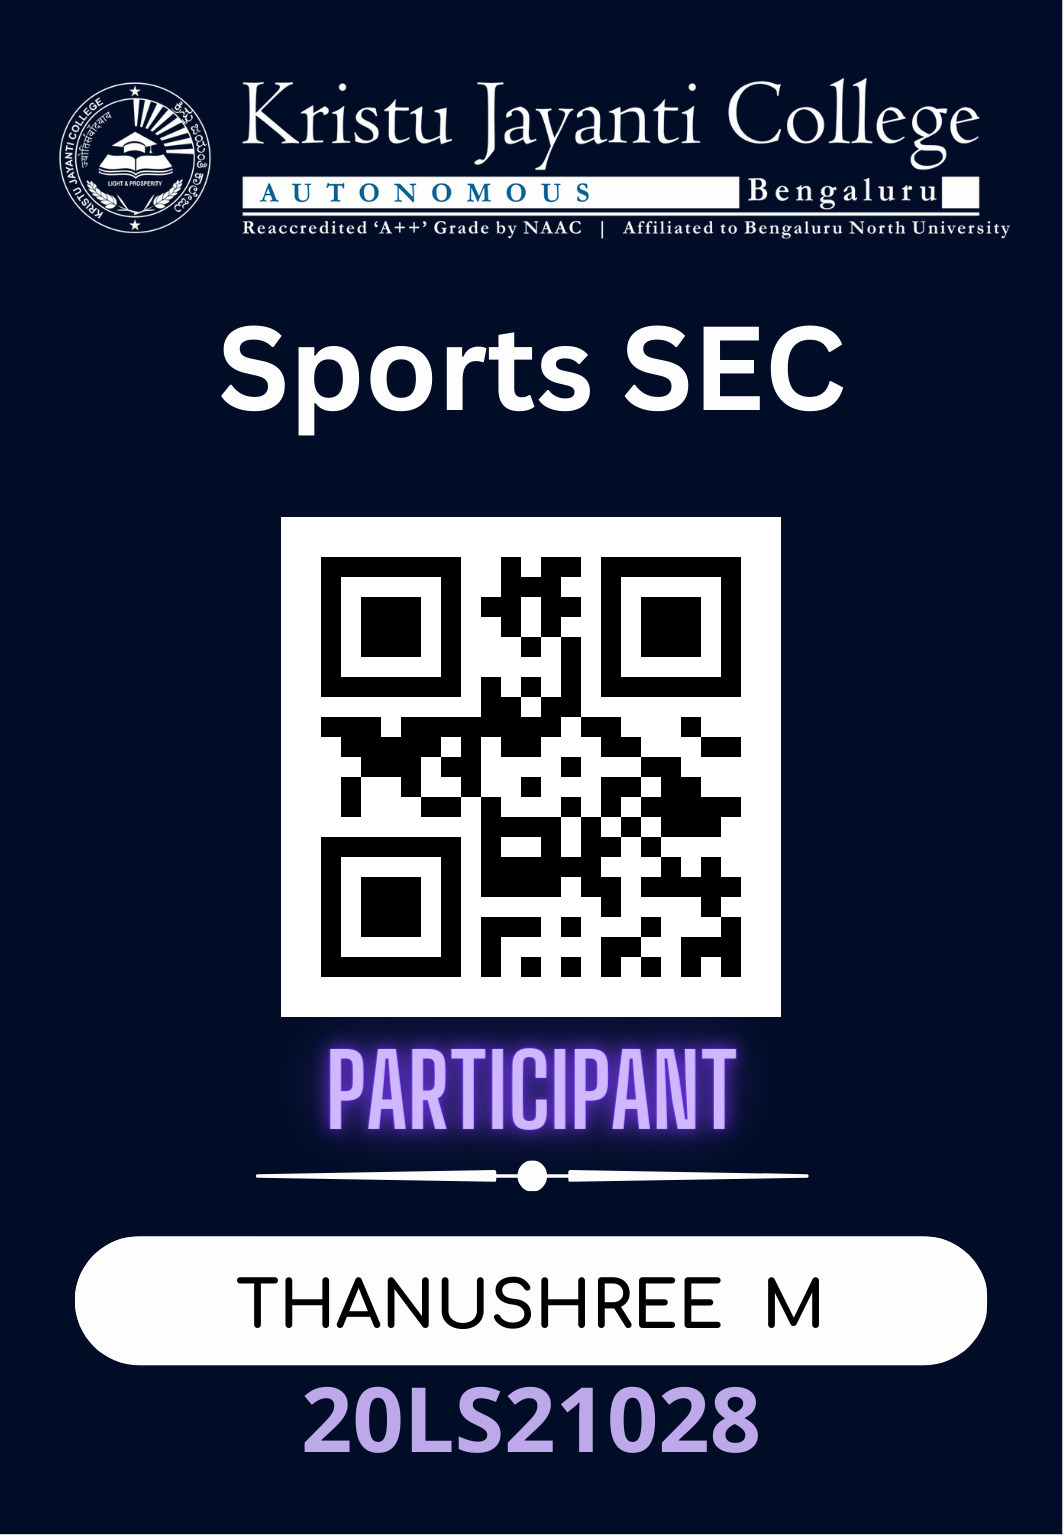 KRISTU JAYANTI COLLEGE
ಕ್ರಿಸ್ತು ಜಯಂತಿ ಕಾಲೇಜು
LIGHT & PROSPERITY
Kristu Jayanti College
AUTONOMOUS Bengaluru
Reaccredited ‘A++’ Grade by NAAC | Affiliated to Bengaluru North University
Sports SEC
PARTICIPANT
THANUSHREE M
20LS21028